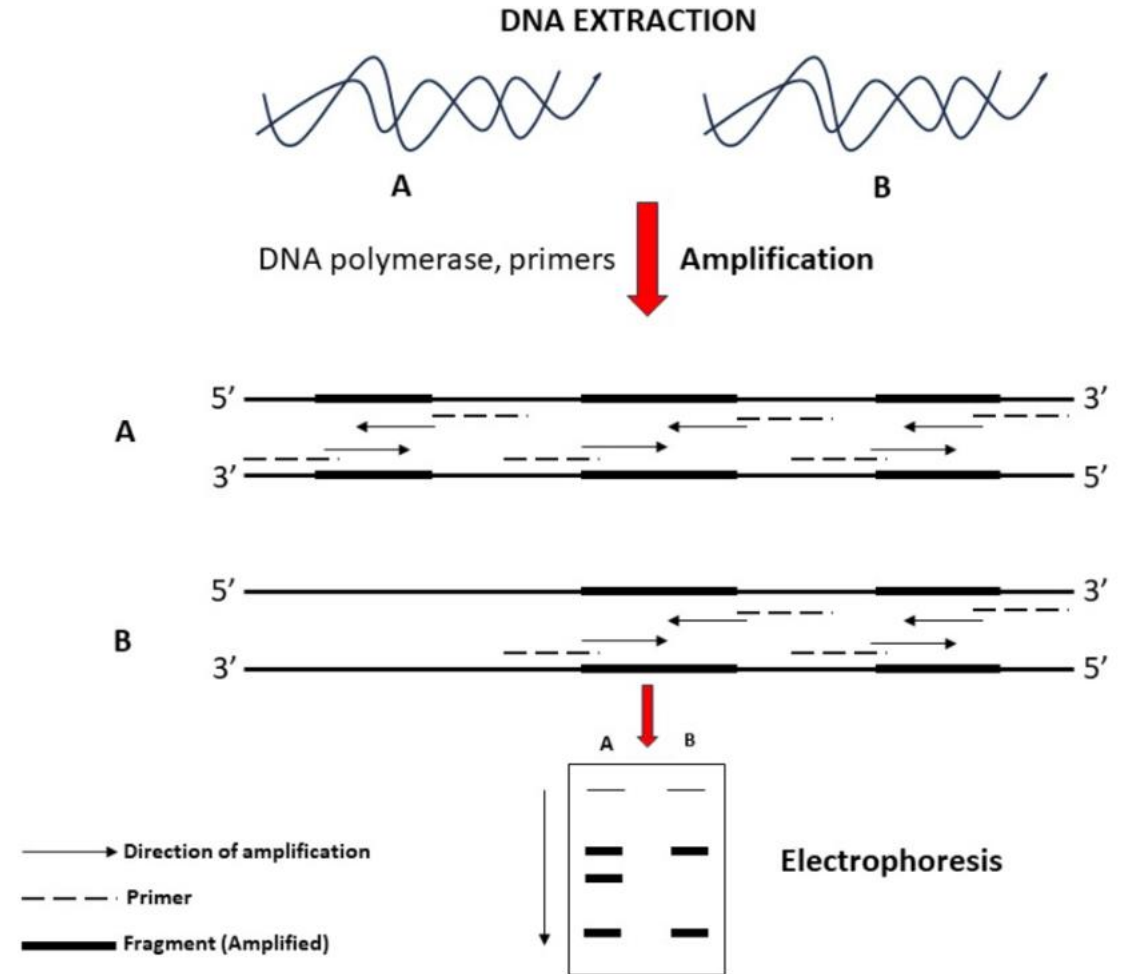 DNA EXTRACTION
A B
DNA polymerase, primers Amplification
5’ 3’
A
3’ 5’
5’ 3’
B
3’ 5’
A B
Direction of amplification
Electrophoresis
Primer
Fragment (Amplified)